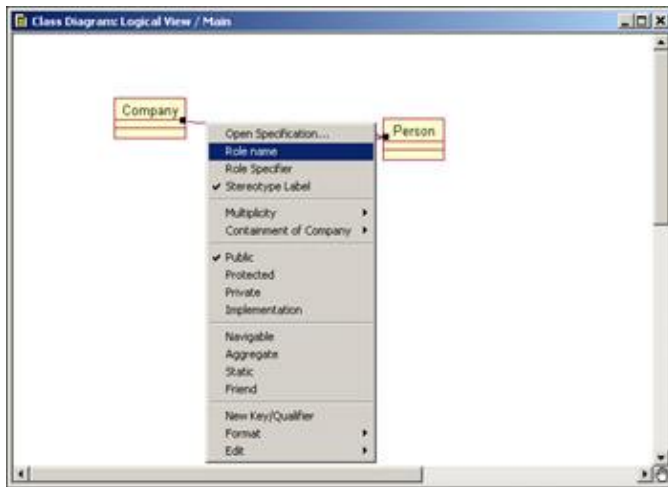 Class Diagram: Logical View / Main
Company
Person
Open Specification...
Role name
Role Specifier
Stereotype Label
Multiplicity
Containment of Company
Public
Protected
Private
Implementation
Navigable
Aggregate
Static
Friend
New Key/Qualifier
Format
Edit